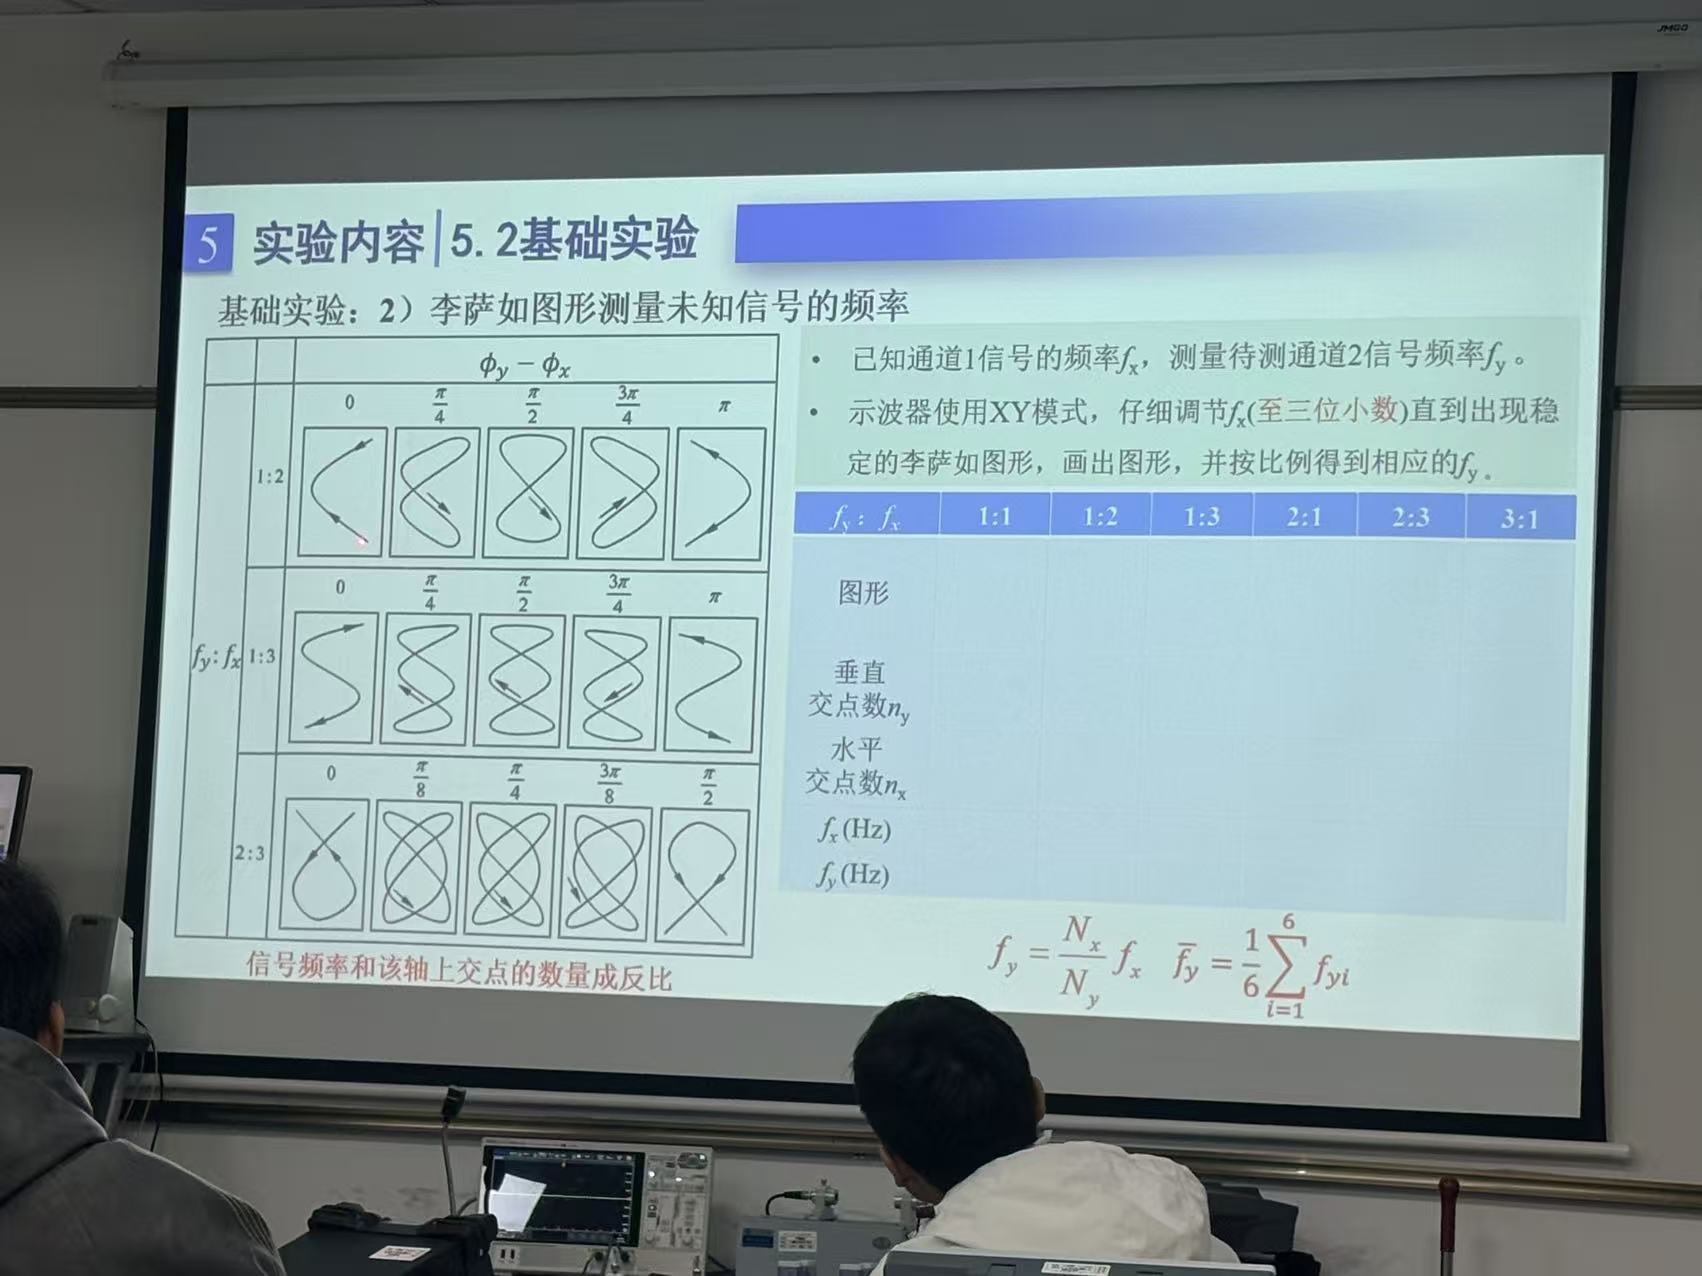 JMGO
5 实验内容|5.2基础实验
基础实验：2）李萨如图形测量未知信号的频率
ϕy − ϕx
0 π/4 π/2 3π/4 π
1:2
0 π/4 π/2 3π/4 π
fy:fx 1:3
0 π/8 π/4 3π/8 π/2
2:3
信号频率和该轴上交点的数量成反比
• 已知通道1信号的频率fx，测量待测通道2信号频率fy。
• 示波器使用XY模式，仔细调节fx(至三位小数)直到出现稳
定的李萨如图形，画出图形，并按比例得到相应的fy。
fy：fx 1:1 1:2 1:3 2:1 2:3 3:1
图形
垂直
交点数ny
水平
交点数nx
fx(Hz)
fy(Hz)
fy = Nx/Ny fx f̄y = 1/6 ∑_{i=1}^{6} fyi